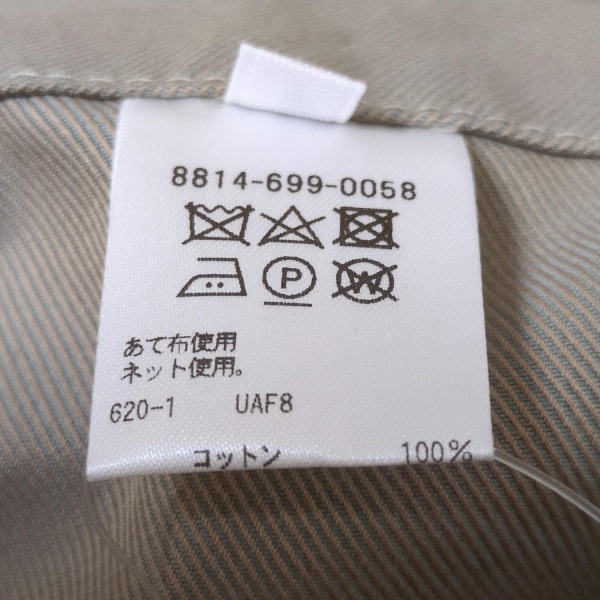 8814-699-0058
P W
あて布使用
ネット使用。
620-1 UAF8
コットン 100%